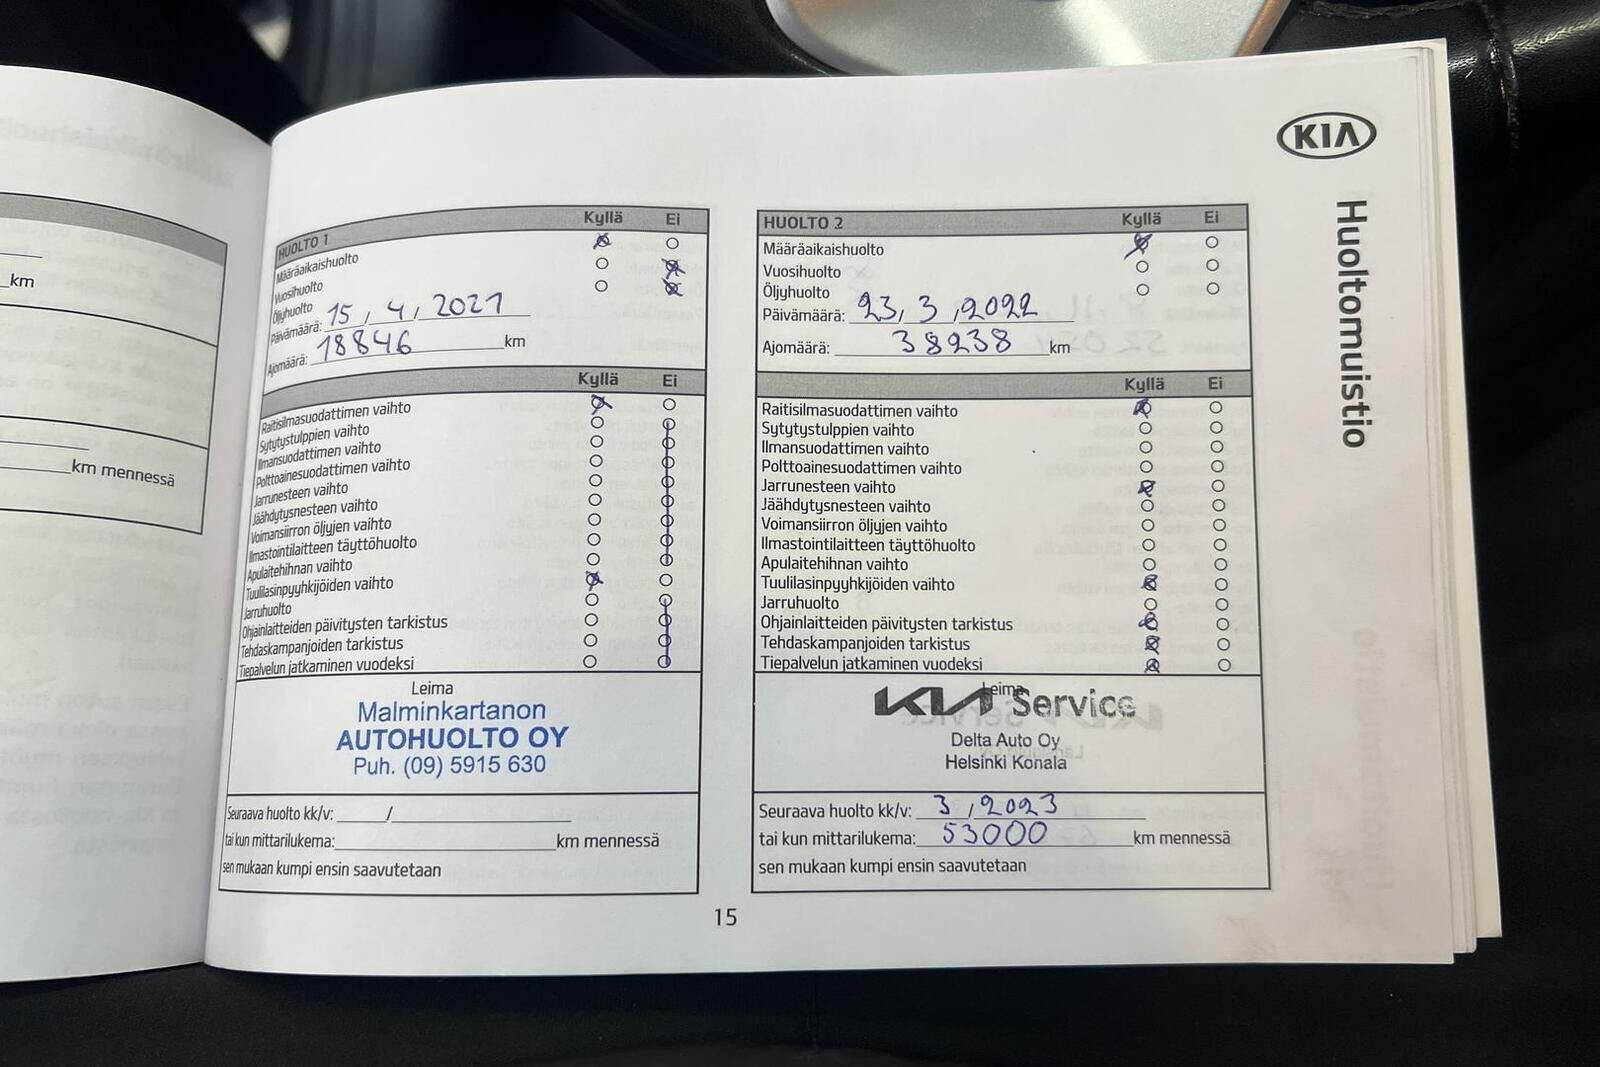 km
km mennessä
KIA
Huoltomuistio
HUOLTO 1 Kyllä Ei
Määräaikaishuolto
Vuosihuolto
Öljyhuolto
Päivämäärä: 15, 4, 2021
Ajomäärä: 18846 km
Kyllä Ei
Raitisilmasuodattimen vaihto
Sytytystulppien vaihto
Ilmansuodattimen vaihto
Polttoainesuodattimen vaihto
Jarrunesteen vaihto
Jäähdytysnesteen vaihto
Voimansiirron öljyjen vaihto
Ilmastointilaitteen täyttöhuolto
Apulaitehihnan vaihto
Tuulilasinpyyhkijöiden vaihto
Jarruhuolto
Ohjainlaitteiden päivitysten tarkistus
Tehdaskampanjoiden tarkistus
Tiepalvelun jatkaminen vuodeksi
Leima
Malminkartanon
AUTOHUOLTO OY
Puh. (09) 5915 630
Seuraava huolto kk/v: /
tai kun mittarilukema: km mennessä
sen mukaan kumpi ensin saavutetaan
HUOLTO 2 Kyllä Ei
Määräaikaishuolto
Vuosihuolto
Öljyhuolto
Päivämäärä: 23, 3, 2022
Ajomäärä: 38238 km
Kyllä Ei
Raitisilmasuodattimen vaihto
Sytytystulppien vaihto
Ilmansuodattimen vaihto
Polttoainesuodattimen vaihto
Jarrunesteen vaihto
Jäähdytysnesteen vaihto
Voimansiirron öljyjen vaihto
Ilmastointilaitteen täyttöhuolto
Apulaitehihnan vaihto
Tuulilasinpyyhkijöiden vaihto
Jarruhuolto
Ohjainlaitteiden päivitysten tarkistus
Tehdaskampanjoiden tarkistus
Tiepalvelun jatkaminen vuodeksi
Leima
KIA Service
Delta Auto Oy
Helsinki Konala
Seuraava huolto kk/v: 3 / 2023
tai kun mittarilukema: 53000 km mennessä
sen mukaan kumpi ensin saavutetaan
15